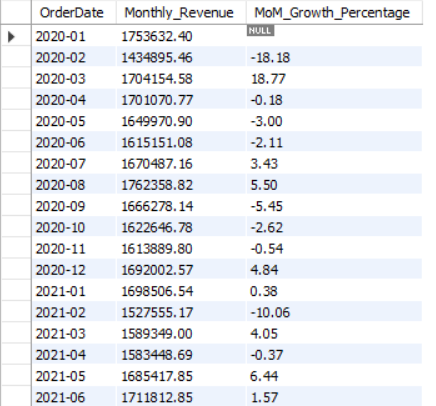 OrderDate Monthly_Revenue MoM_Growth_Percentage
2020-01 1753632.40 NULL
2020-02 1434895.46 -18.18
2020-03 1704154.58 18.77
2020-04 1701070.77 -0.18
2020-05 1649970.90 -3.00
2020-06 1615151.08 -2.11
2020-07 1670487.16 3.43
2020-08 1762358.82 5.50
2020-09 1666278.14 -5.45
2020-10 1622646.78 -2.62
2020-11 1613889.80 -0.54
2020-12 1692002.57 4.84
2021-01 1698506.54 0.38
2021-02 1527555.17 -10.06
2021-03 1589349.00 4.05
2021-04 1583448.69 -0.37
2021-05 1685417.85 6.44
2021-06 1711812.85 1.57